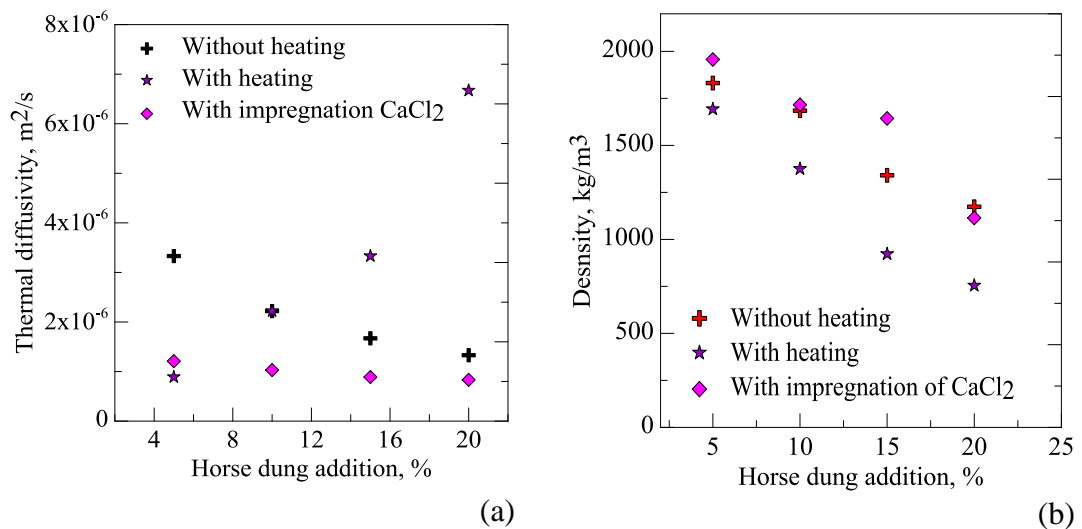 8x10-6
6x10-6
4x10-6
2x10-6
0
Thermal diffusivity, m2/s
Without heating
With heating
With impregnation CaCl2
4 8 12 16 20
Horse dung addition, %
(a)
2000
1500
1000
500
0
Desnsity, kg/m3
Without heating
With heating
With impregnation of CaCl2
5 10 15 20 25
Horse dung addition, %
(b)